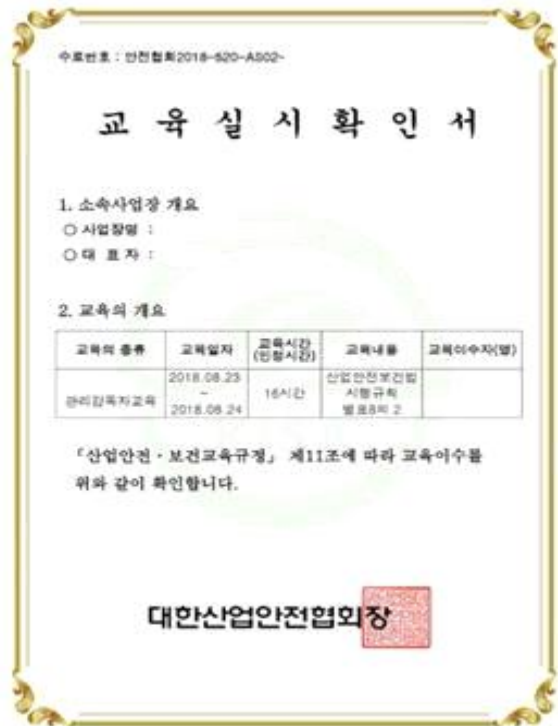 수료번호 : 안전협회2018-520-AS02-
교육실시확인서
1. 소속사업장 개요
○ 사업장명 :
○ 대 표 자 :
2. 교육의 개요
교육의 종류 교육일자 교육시간 (인정시간) 교육내용 교육이수자(명)
관리감독자교육 2018.08.23 ~ 2018.08.24 16시간 산업안전보건법 시행규칙 별표8의 2
「산업안전 · 보건교육규정」 제11조에 따라 교육이수를
위와 같이 확인합니다.
대한산업안전협회장